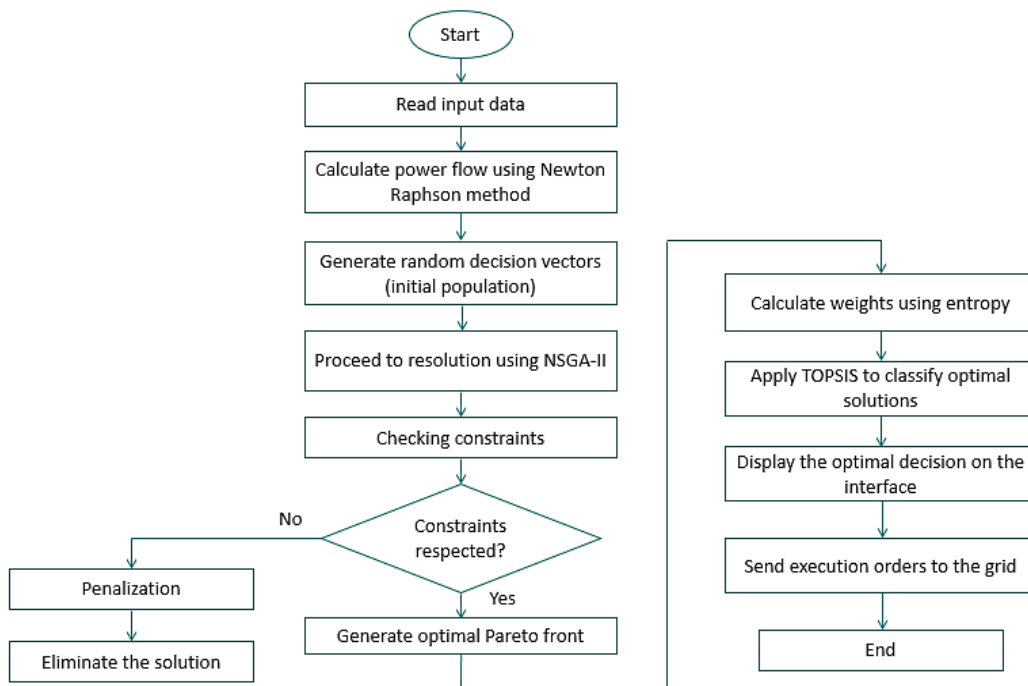 Start
Read input data
Calculate power flow using Newton
Raphson method
Generate random decision vectors
(initial population)
Proceed to resolution using NSGA-II
Checking constraints
Constraints
respected?
No
Penalization
Eliminate the solution
Yes
Generate optimal Pareto front
Calculate weights using entropy
Apply TOPSIS to classify optimal
solutions
Display the optimal decision on the
interface
Send execution orders to the grid
End